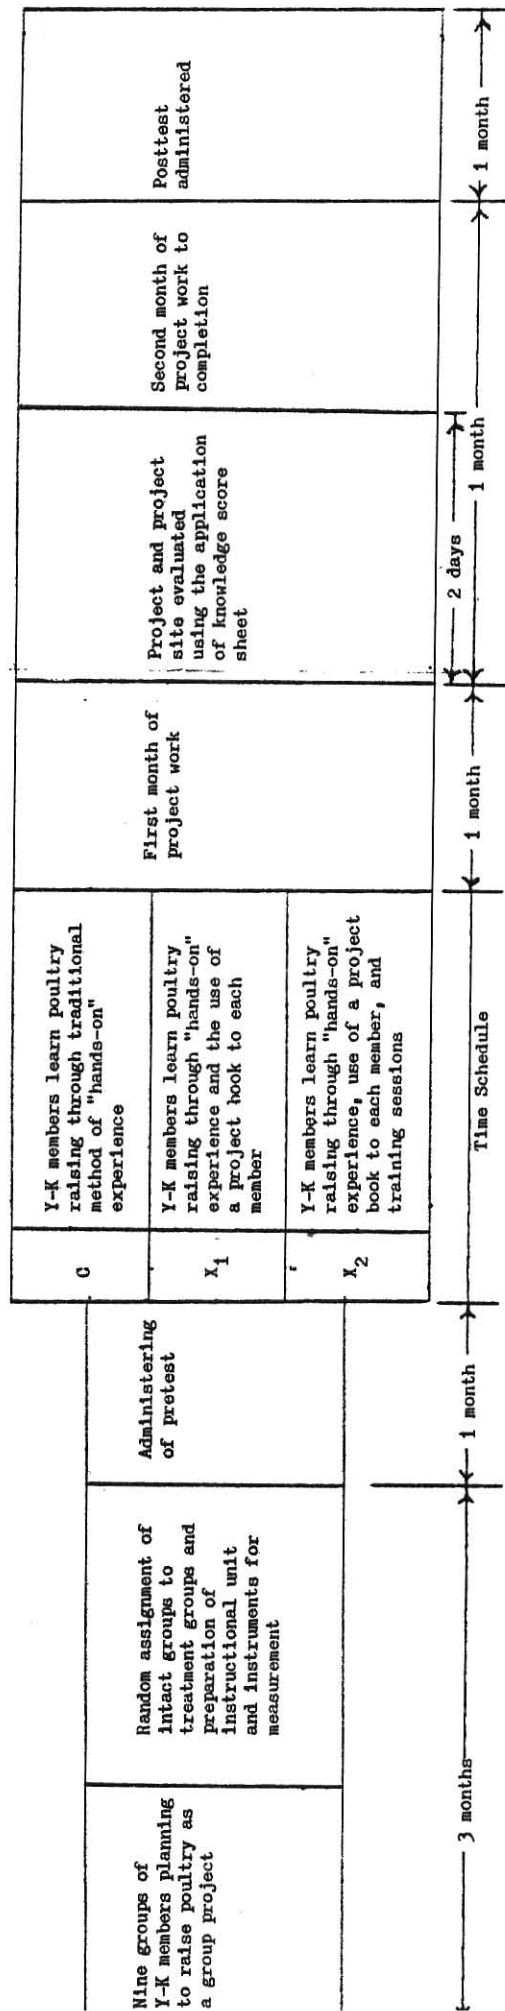 Nine groups of
Y-K members planning
to raise poultry as
a group project
Random assignment of
intact groups to
treatment groups and
preparation of
instructional unit
and instruments for
measurement
Administering
of pretest
C
Y-K members learn poultry
raising through traditional
method of "hands-on"
experience
X1
Y-K members learn poultry
raising through "hands-on"
experience and the use of
a project book to each
member
X2
Y-K members learn poultry
raising through "hands-on"
experience, use of a project
book to each member, and
training sessions
First month of
project work
Project and project
site evaluated
using the application
of knowledge score
sheet
Second month of
project work to
completion
Posttest
administered
3 months
1 month
Time Schedule
1 month
2 days
1 month
1 month